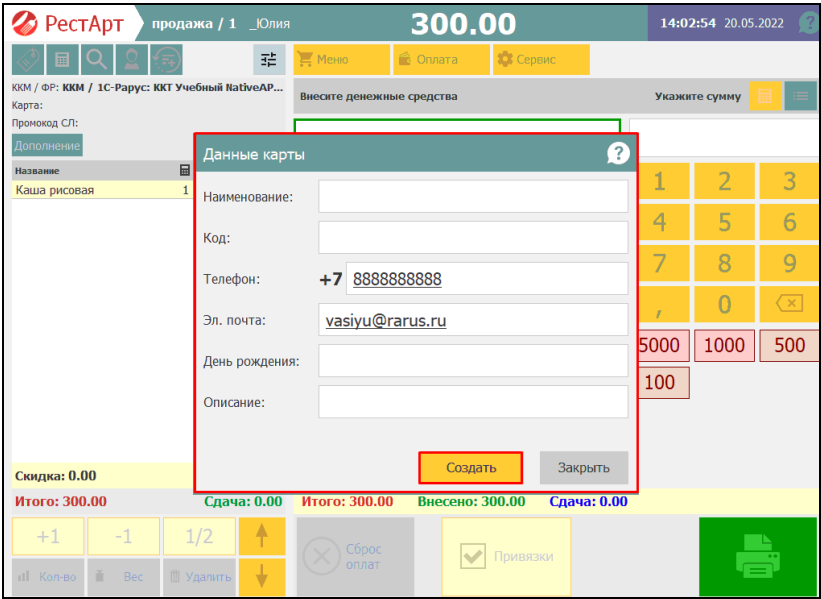 РестАрт продажа / 1 _Юлия 300.00 14:02:54 20.05.2022 ?
Меню Оплата Сервис
ККМ / ФР: ККМ / 1С-Рарус: ККТ Учебный NativeAP...
Внесите денежные средства Укажите сумму
Карта:
Промокод СЛ:
Дополнение
Данные карты ?
Название
Каша рисовая 1
Наименование:
Код:
Телефон: +7 8888888888
Эл. почта: vasiyu@rarus.ru
День рождения:
Описание:
Создать Закрыть
1 2 3
4 5 6
7 8 9
, 0
5000 1000 500
100
Скидка: 0.00
Итого: 300.00 Сдача: 0.00 Итого: 300.00 Внесено: 300.00 Сдача: 0.00
+1 -1 1/2
Сброс
оплат
Привязки
Кол-во Вес Удалить